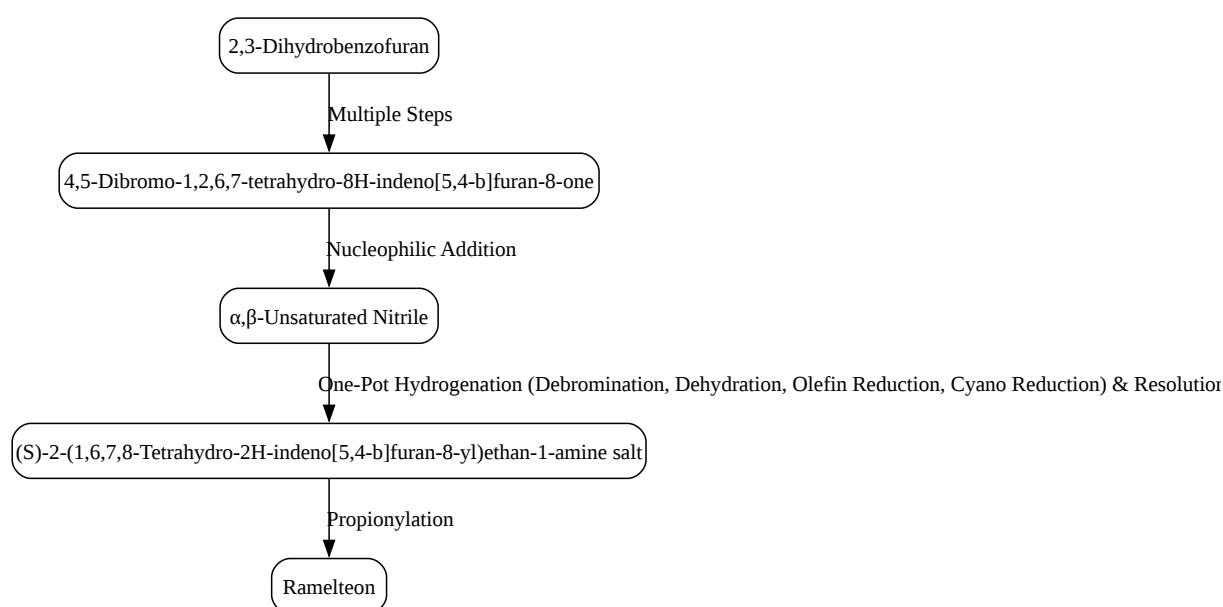 2,3-Dihydrobenzofuran
Multiple Steps
4,5-Dibromo-1,2,6,7-tetrahydro-8H-indeno[5,4-b]furan-8-one
Nucleophilic Addition
α,β-Unsaturated Nitrile
One-Pot Hydrogenation (Debromination, Dehydration, Olefin Reduction, Cyano Reduction) & Resolution
(S)-2-(1,6,7,8-Tetrahydro-2H-indeno[5,4-b]furan-8-yl)ethan-1-amine salt
Propionylation
Ramelteon